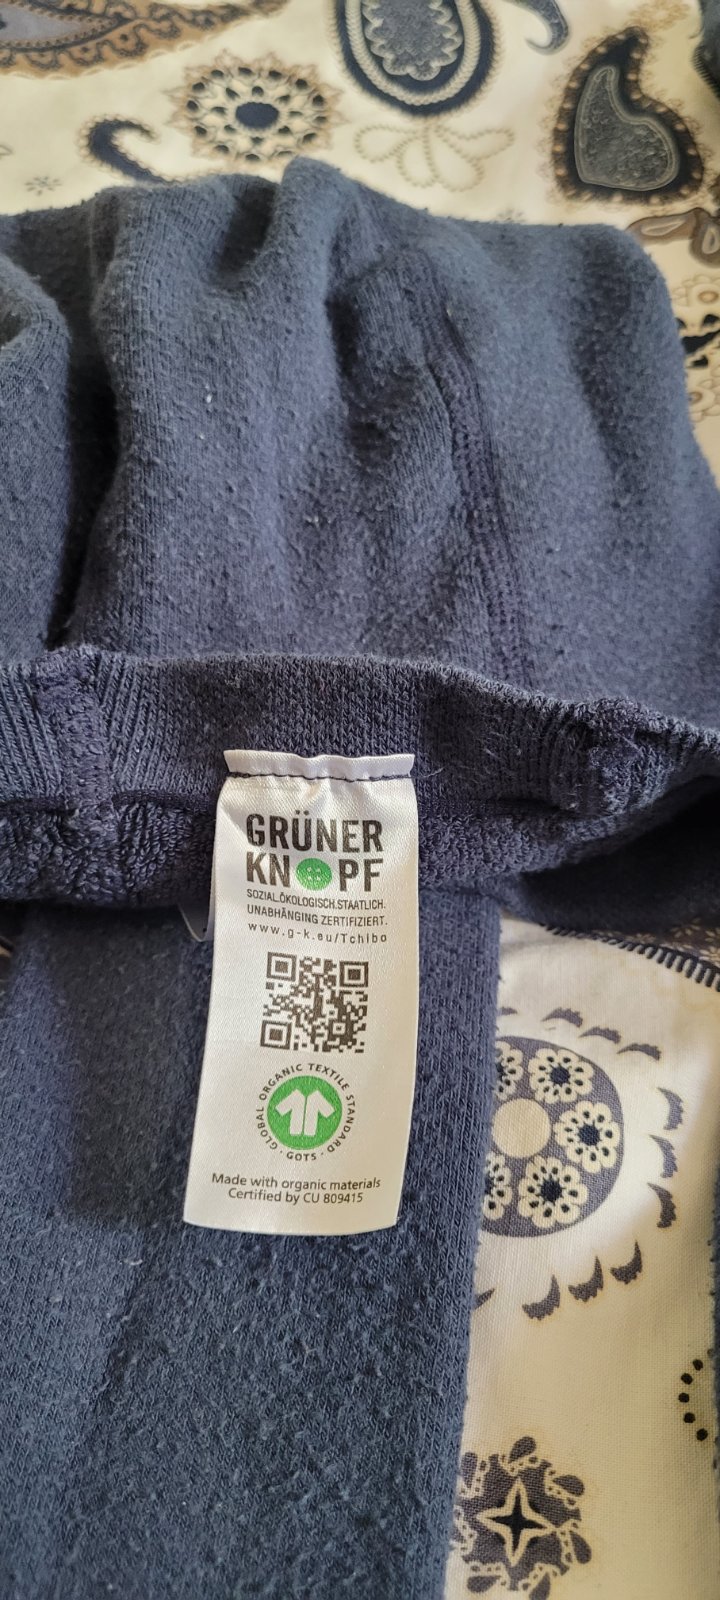 GRÜNER
KNOPF
SOZIAL.ÖKOLOGISCH.STAATLICH.
UNABHÄNGING ZERTIFIZIERT.
www.g-k.eu/Tchibo
GLOBAL ORGANIC TEXTILE STANDARD
· GOTS ·
Made with organic materials
Certified by CU 809415